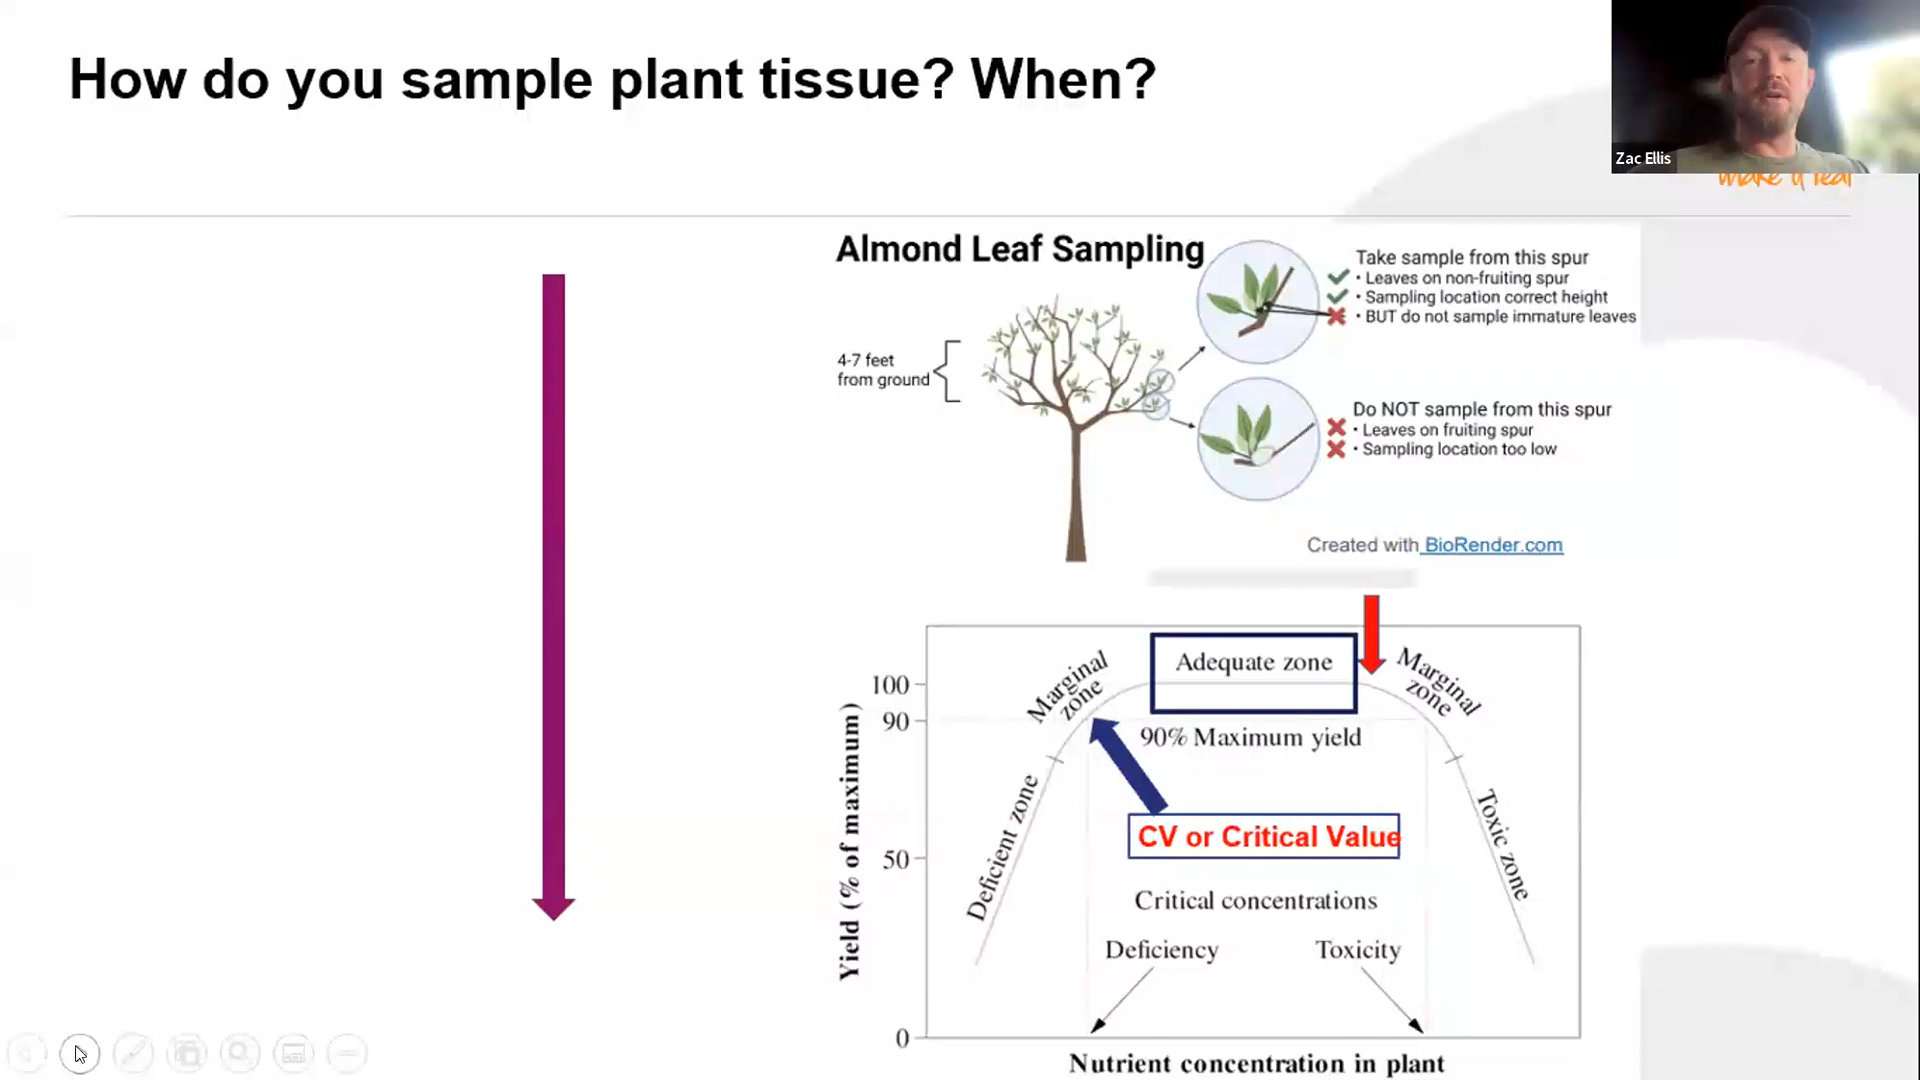 How do you sample plant tissue? When?
Zac Ellis
make it real
Almond Leaf Sampling
Take sample from this spur
• Leaves on non-fruiting spur
• Sampling location correct height
• BUT do not sample immature leaves
4-7 feet
from ground
Do NOT sample from this spur
• Leaves on fruiting spur
• Sampling location too low
Created with BioRender.com
Yield (% of maximum)
100
90
50
0
Deficient zone
Marginal
zone
Adequate zone
Marginal
zone
Toxic zone
90% Maximum yield
CV or Critical Value
Critical concentrations
Deficiency
Toxicity
Nutrient concentration in plant